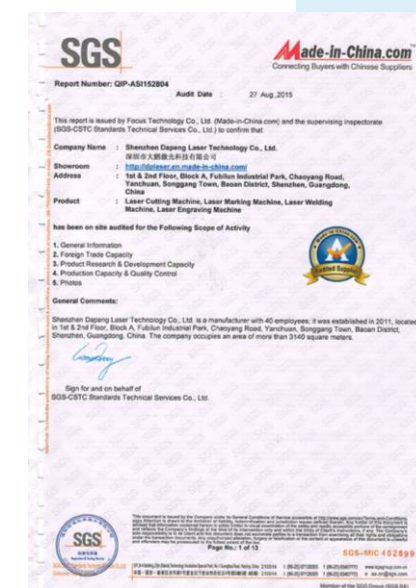 SGS
Made-in-China.com
Connecting Buyers with Chinese Suppliers
Report Number: QIP-ASI152804
Audit Date : 27 Aug.,2015
This report is issued by Focus Technology Co., Ltd. (Made-in-China.com) and the supervising inspectorate
(SGS-CSTC Standards Technical Services Co., Ltd.) to confirm that
Company Name : Shenzhen Dapeng Laser Technology Co., Ltd.
深圳市大鹏激光科技有限公司
Showroom : http://dplaser.en.made-in-china.com/
Address : 1st & 2nd Floor, Block A, Fubilun Industrial Park, Chaoyang Road,
Yanchuan, Songgang Town, Baoan District, Shenzhen, Guangdong,
China
Product : Laser Cutting Machine, Laser Marking Machine, Laser Welding
Machine, Laser Engraving Machine
has been on site audited for the Following Scope of Activity
1. General Information
2. Foreign Trade Capacity
3. Product Research & Development Capacity
4. Production Capacity & Quality Control
5. Photos
Audited Supplier
General Comments:
Shenzhen Dapeng Laser Technology Co., Ltd. is a manufacturer with 40 employees; it was established in 2011, located
in 1st & 2nd Floor, Block A, Fubilun Industrial Park, Chaoyang Road, Yanchuan, Songgang Town, Baoan District,
Shenzhen, Guangdong, China. The company occupies an area of more than 3140 square meters.
Sign for and on behalf of
SGS-CSTC Standards Technical Services Co., Ltd.
SGS
Page No.: 1 of 13
SGS-MIC 452899
Member of the SGS Group (SGS SA)